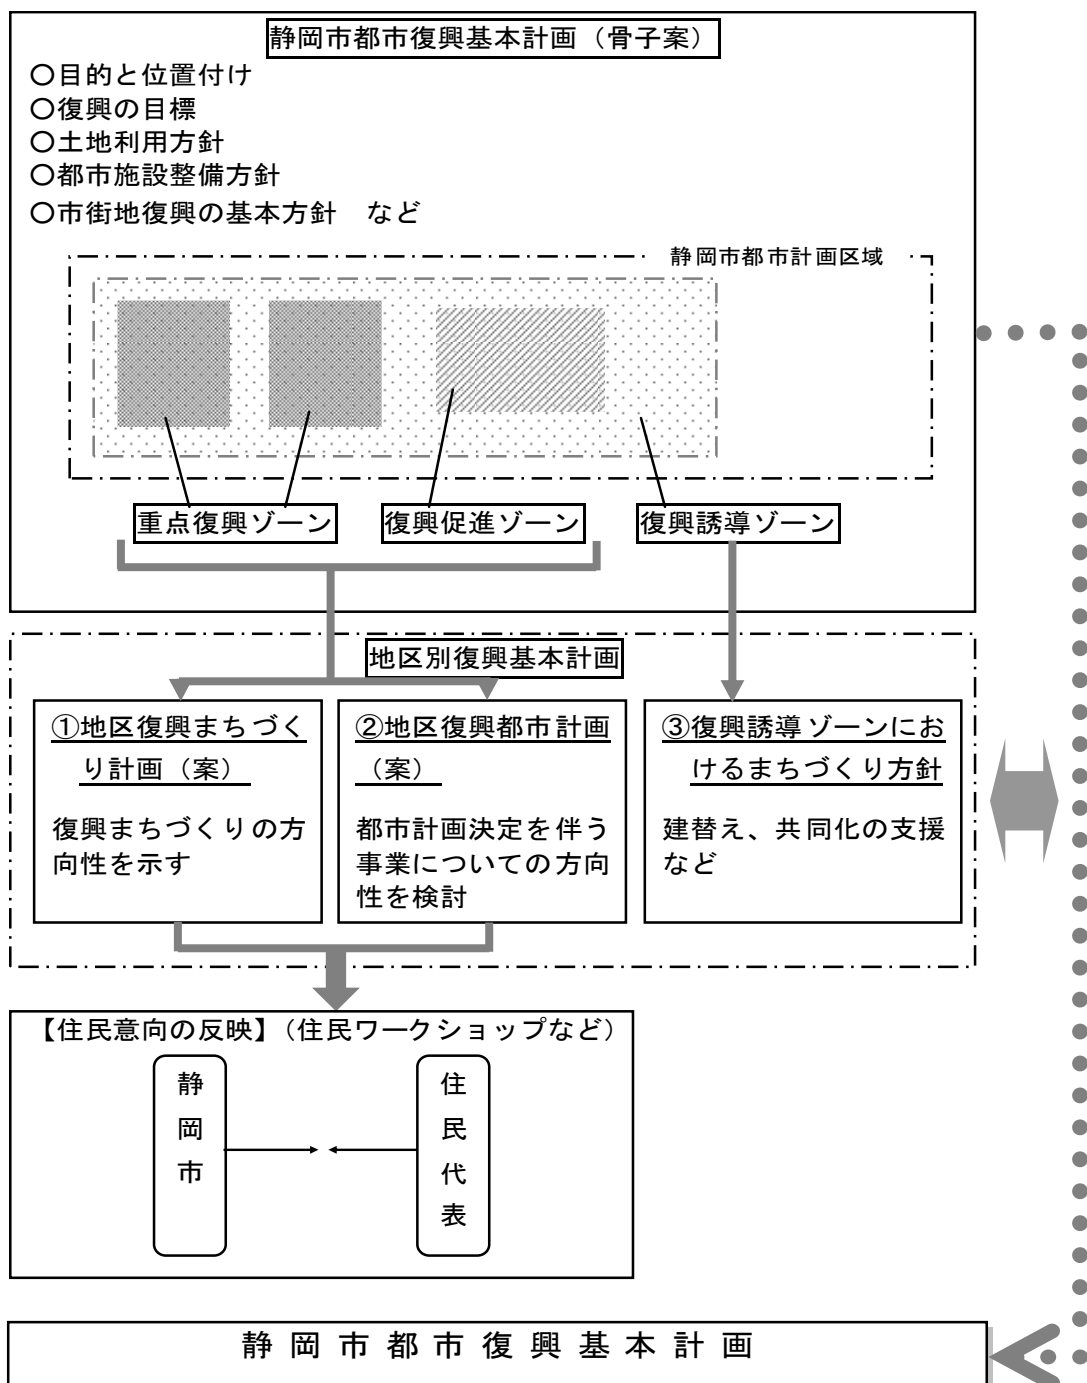 静岡市都市復興基本計画（骨子案）
○目的と位置付け
○復興の目標
○土地利用方針
○都市施設整備方針
○市街地復興の基本方針　など
静岡市都市計画区域
重点復興ゾーン
復興促進ゾーン
復興誘導ゾーン
地区別復興基本計画
①地区復興まちづく
り計画（案）
復興まちづくりの方
向性を示す
②地区復興都市計画
（案）
都市計画決定を伴う
事業についての方向
性を検討
③復興誘導ゾーンにお
けるまちづくり方針
建替え、共同化の支援
など
【住民意向の反映】（住民ワークショップなど）
静岡市
住民代表
静岡市都市復興基本計画